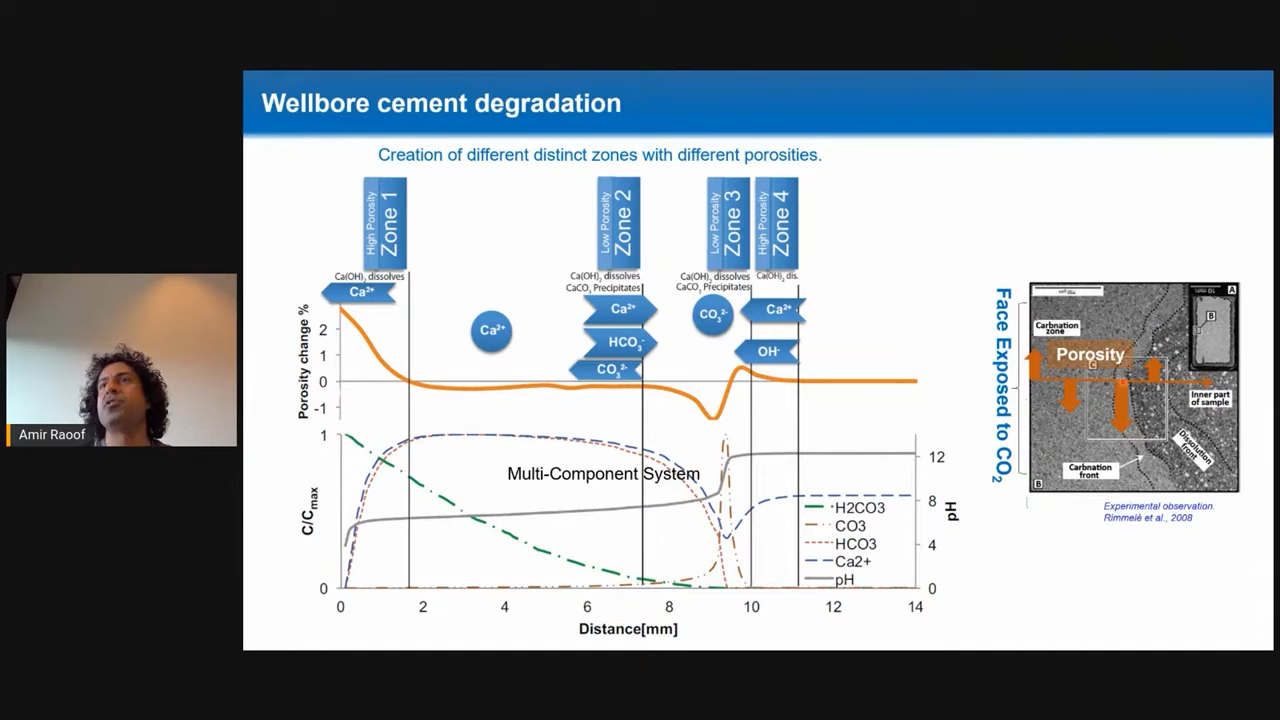 Wellbore cement degradation
Creation of different distinct zones with different porosities.
High Porosity
Zone 1
Low Porosity
Zone 2
Low Porosity
Zone 3
High Porosity
Zone 4
Ca(OH)₂ dissolves
Ca(OH)₂ dissolves
CaCO₃ Precipitates
Ca(OH)₂ dissolves
CaCO₃ Precipitates
Ca(OH)₂ dis.
Ca²⁺
Ca²⁺
Ca²⁺
HCO₃⁻
CO₃²⁻
CO₃²⁻
Ca²⁺
OH⁻
Porosity change %
2
1
0
-1
1
0
C/Cmax
Multi-Component System
12
8
4
0
pH
H2CO3
CO3
HCO3
Ca2+
pH
0 2 4 6 8 10 12 14
Distance[mm]
Face Exposed to CO₂
A
B
10 mm
Carbnation
zone
Porosity
C
Inner part
of sample
Dissolution
front
Carbnation
front
B
Experimental observation.
Rimmelé et al., 2008
Amir Raoof